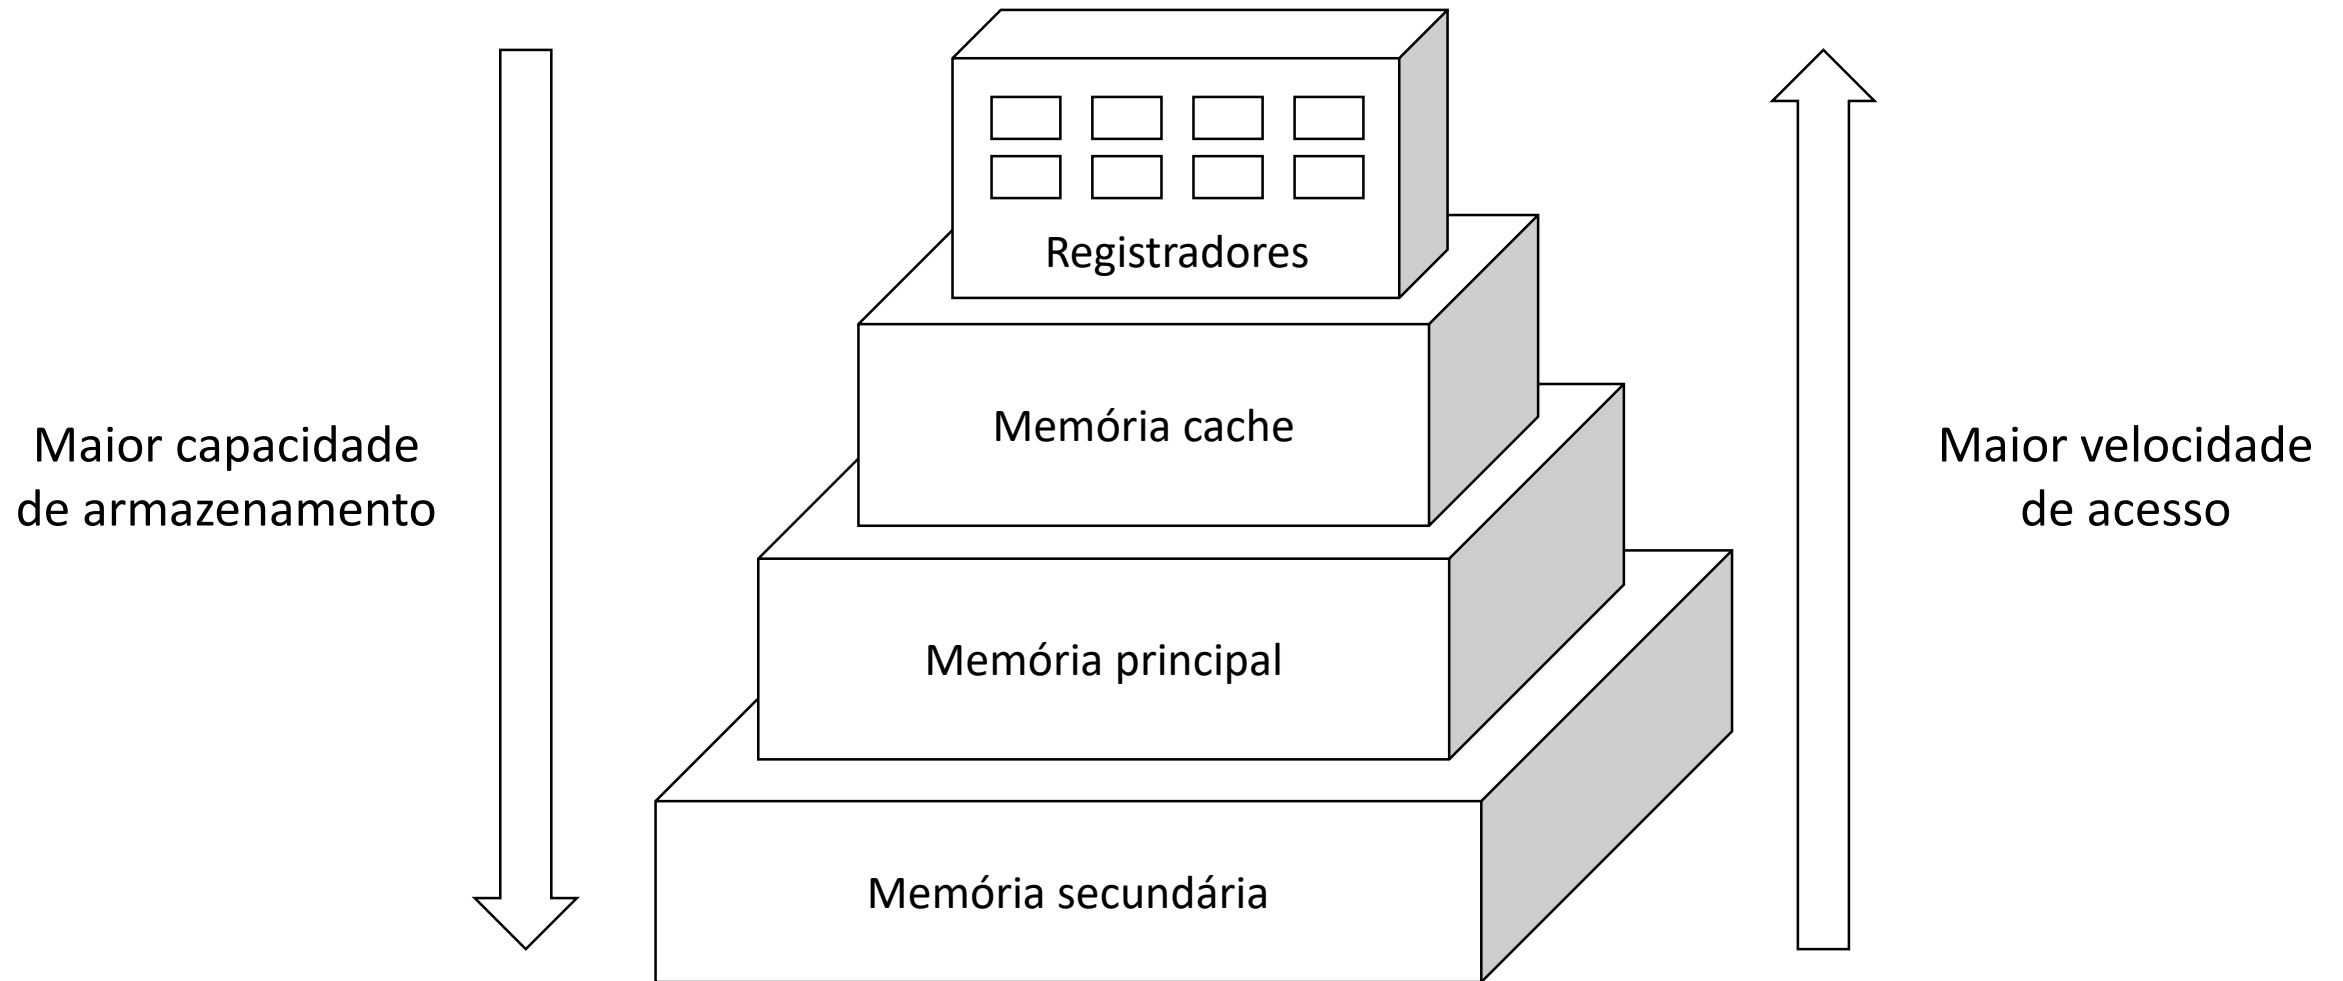 Registradores
Memória cache
Maior capacidade
de armazenamento
Maior velocidade
de acesso
Memória principal
Memória secundária